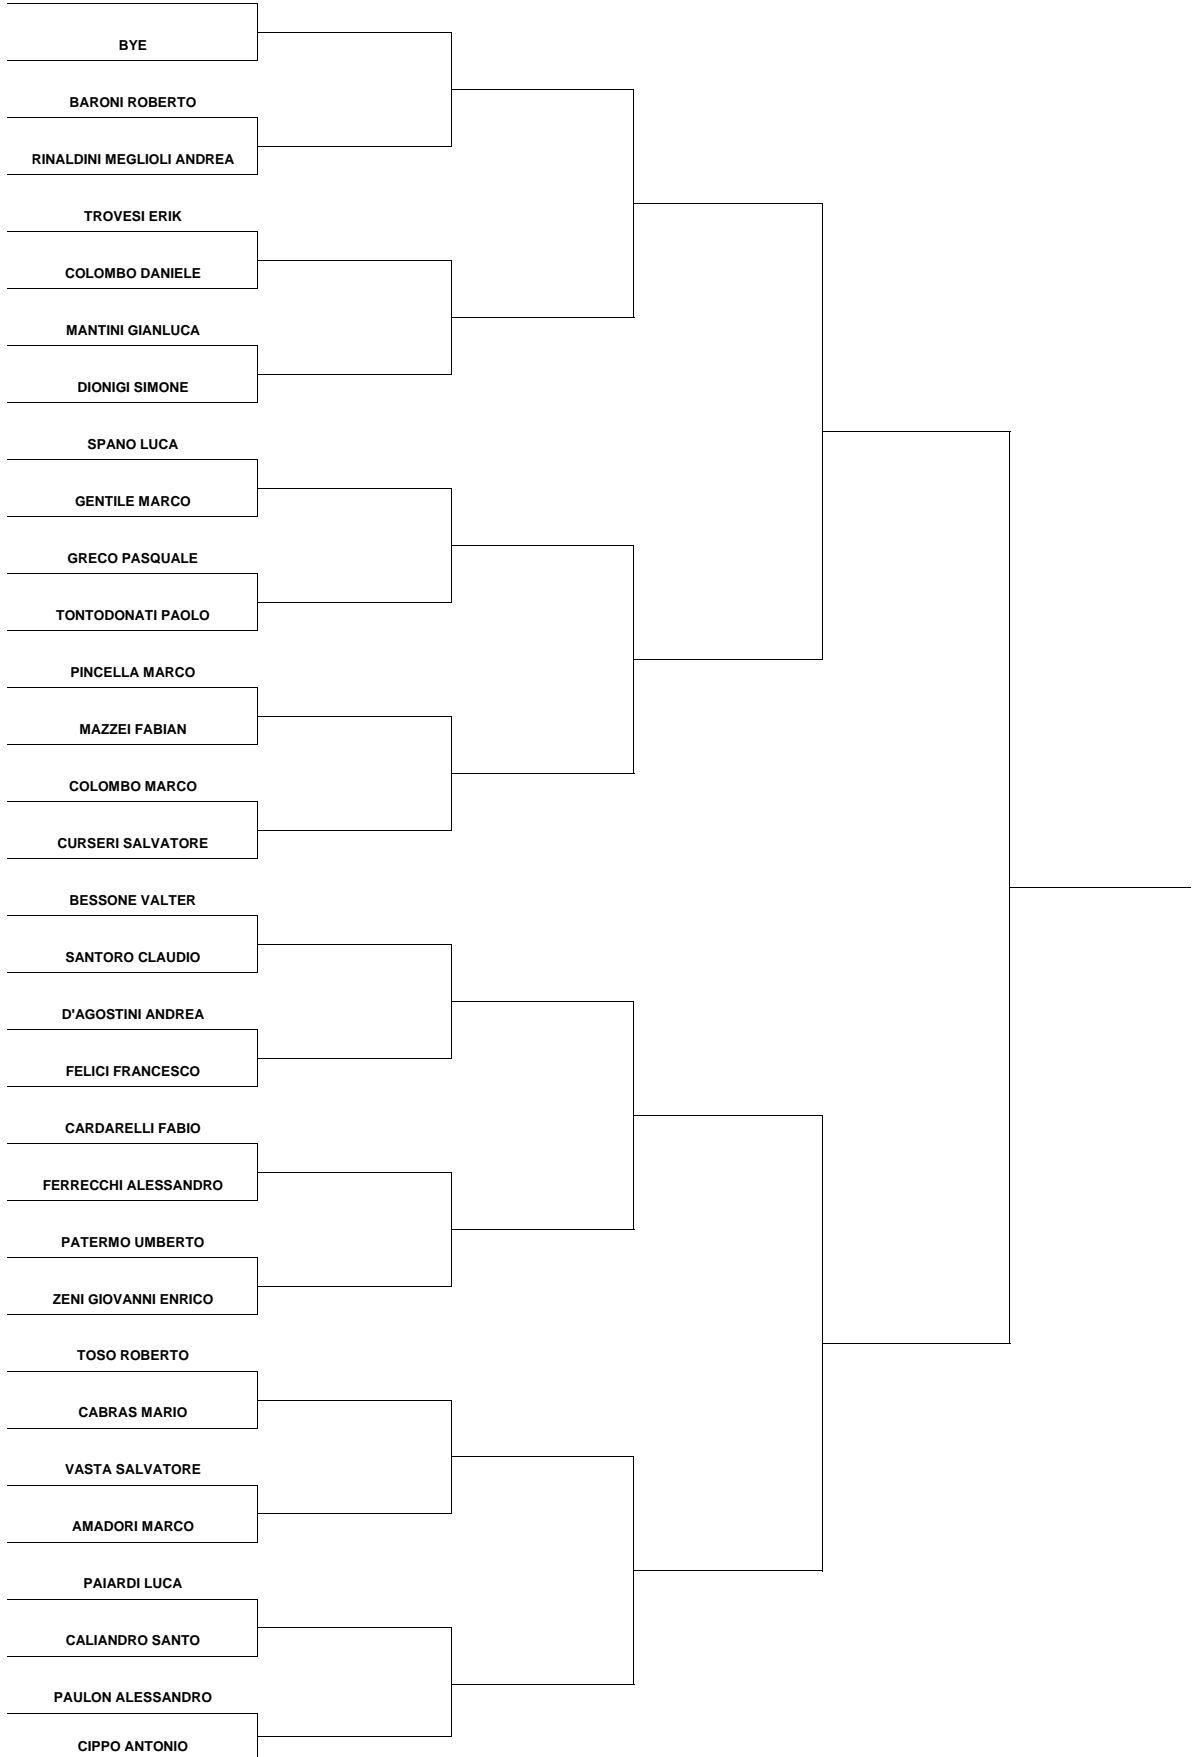 BYE
BARONI ROBERTO
RINALDINI MEGLIOLI ANDREA
TROVESI ERIK
COLOMBO DANIELE
MANTINI GIANLUCA
DIONIGI SIMONE
SPANO LUCA
GENTILE MARCO
GRECO PASQUALE
TONTODONATI PAOLO
PINCELLA MARCO
MAZZEI FABIAN
COLOMBO MARCO
CURSERI SALVATORE
BESSONE VALTER
SANTORO CLAUDIO
D'AGOSTINI ANDREA
FELICI FRANCESCO
CARDARELLI FABIO
FERRECCHI ALESSANDRO
PATERMO UMBERTO
ZENI GIOVANNI ENRICO
TOSO ROBERTO
CABRAS MARIO
VASTA SALVATORE
AMADORI MARCO
PAIARDI LUCA
CALIANDRO SANTO
PAULON ALESSANDRO
CIPPO ANTONIO